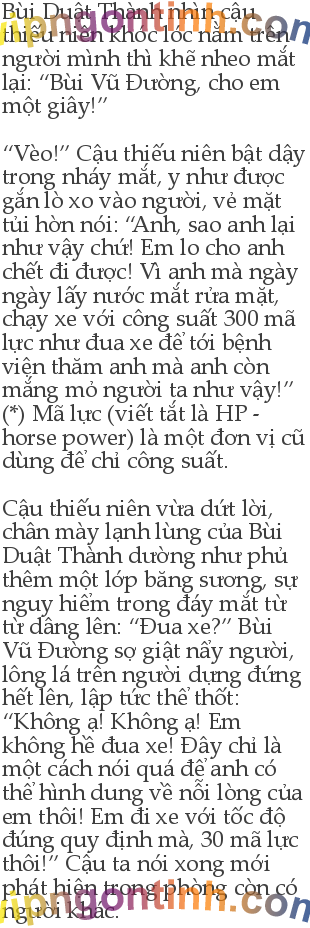 Bùi Duật Thành nhìn cậu
thiếu niên khóc lóc nằm trên
người mình thì khẽ nheo mắt
lại: “Bùi Vũ Đường, cho em
một giây!”

“Vèo!” Cậu thiếu niên bật dậy
trong nháy mắt, y như được
gắn lò xo vào người, vẻ mặt
tủi hờn nói: “Anh, sao anh lại
như vậy chứ! Em lo cho anh
chết đi được! Vì anh mà ngày
ngày lấy nước mắt rửa mặt,
chạy xe với công suất 300 mã
lực như đua xe để tới bệnh
viện thăm anh mà anh còn
mắng mỏ người ta như vậy!”
(*) Mã lực (viết tắt là HP -
horse power) là một đơn vị cũ
dùng để chỉ công suất.

Cậu thiếu niên vừa dứt lời,
chân mày lạnh lùng của Bùi
Duật Thành dường như phủ
thêm một lớp băng sương, sự
nguy hiểm trong đáy mắt từ
từ dâng lên: “Đua xe?” Bùi
Vũ Đường sợ giật nẩy người,
lông lá trên người dựng đứng
hết lên, lập tức thể thốt:
“Không ạ! Không ạ! Em
không hề đua xe! Đây chỉ là
một cách nói quá để anh có
thể hình dung về nỗi lòng của
em thôi! Em đi xe với tốc độ
đúng quy định mà, 30 mã lực
thôi!” Cậu ta nói xong mới
phát hiện trong phòng còn có
người khác.